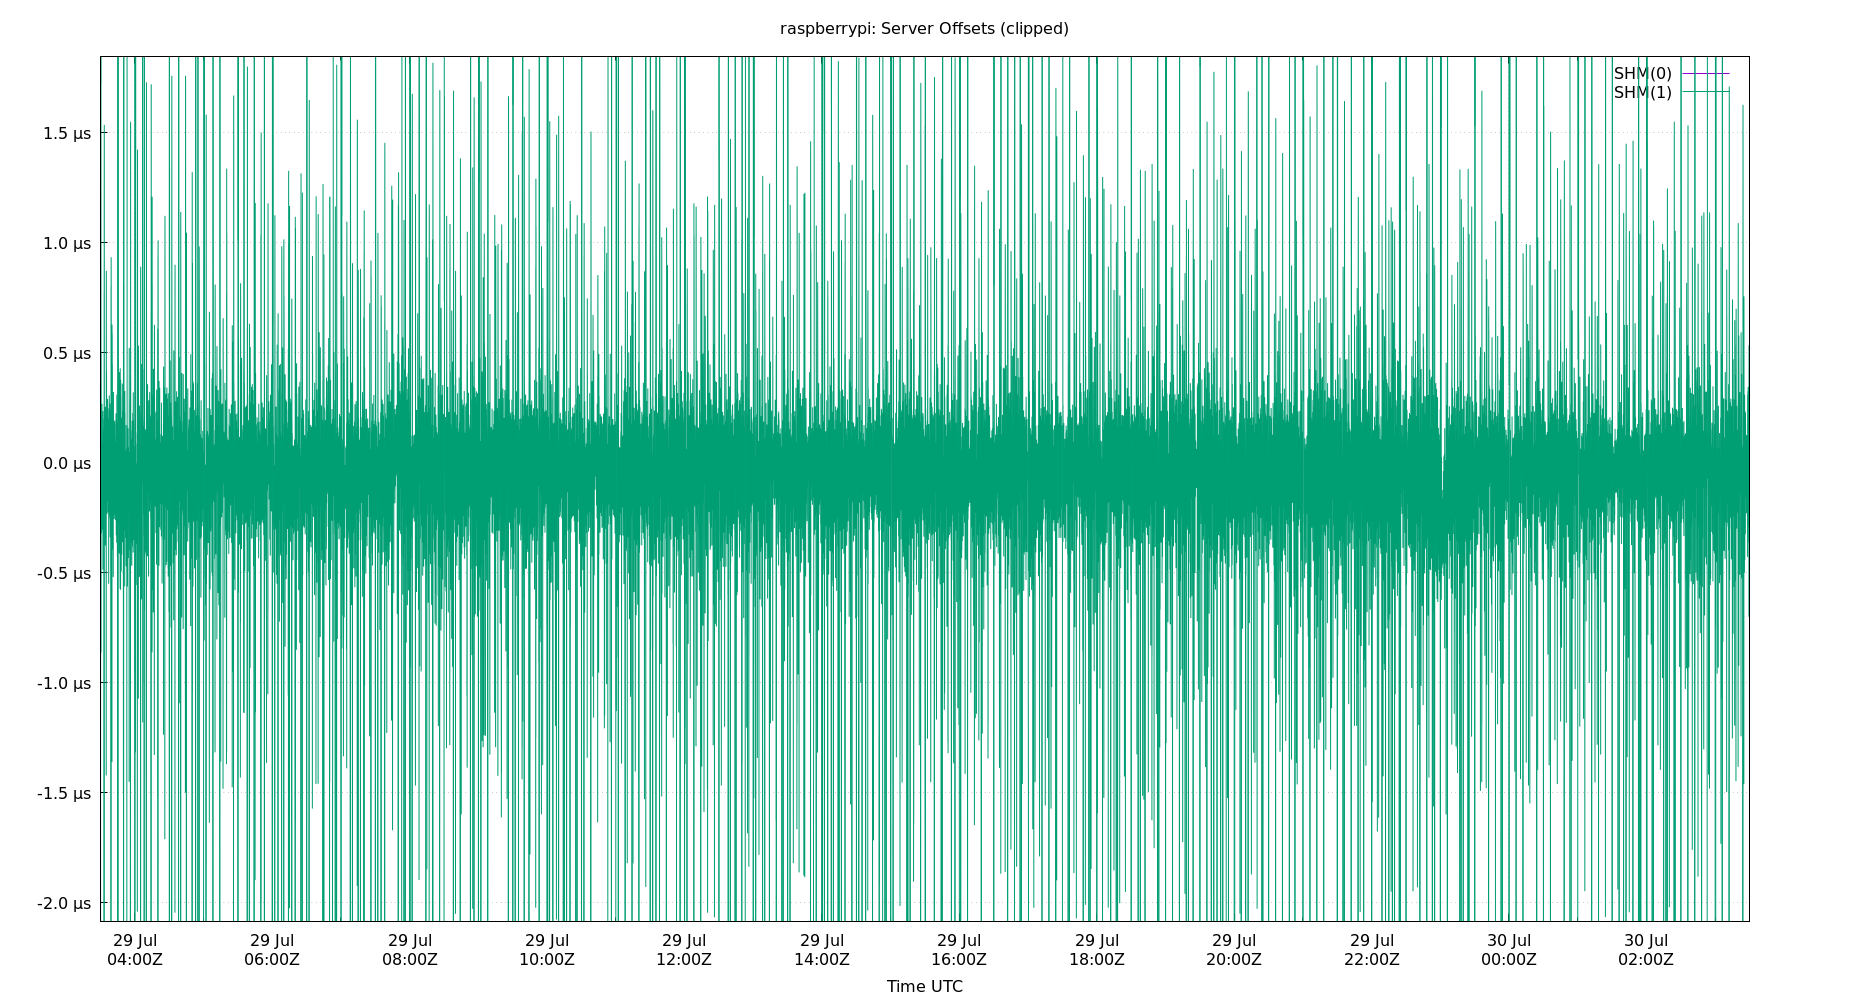 raspberrypi: Server Offsets (clipped)
SHM(0)
SHM(1)
1.5 µs
1.0 µs
0.5 µs
0.0 µs
-0.5 µs
-1.0 µs
-1.5 µs
-2.0 µs
29 Jul 29 Jul 29 Jul 29 Jul 29 Jul 29 Jul 29 Jul 29 Jul 29 Jul 29 Jul 30 Jul 30 Jul
04:00Z 06:00Z 08:00Z 10:00Z 12:00Z 14:00Z 16:00Z 18:00Z 20:00Z 22:00Z 00:00Z 02:00Z
Time UTC